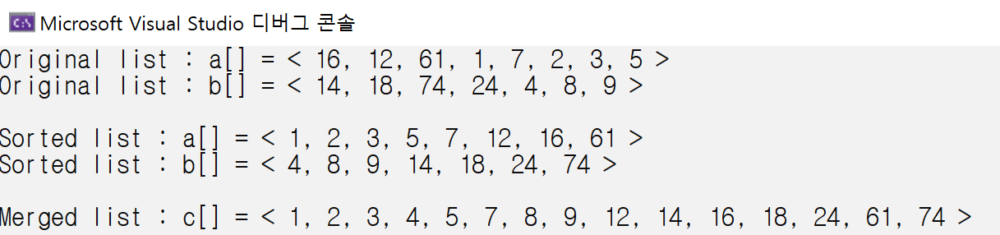 Microsoft Visual Studio 디버그 콘솔
Original list : a[] = < 16, 12, 61, 1, 7, 2, 3, 5 >
Original list : b[] = < 14, 18, 74, 24, 4, 8, 9 >
Sorted list : a[] = < 1, 2, 3, 5, 7, 12, 16, 61 >
Sorted list : b[] = < 4, 8, 9, 14, 18, 24, 74 >
Merged list : c[] = < 1, 2, 3, 4, 5, 7, 8, 9, 12, 14, 16, 18, 24, 61, 74 >